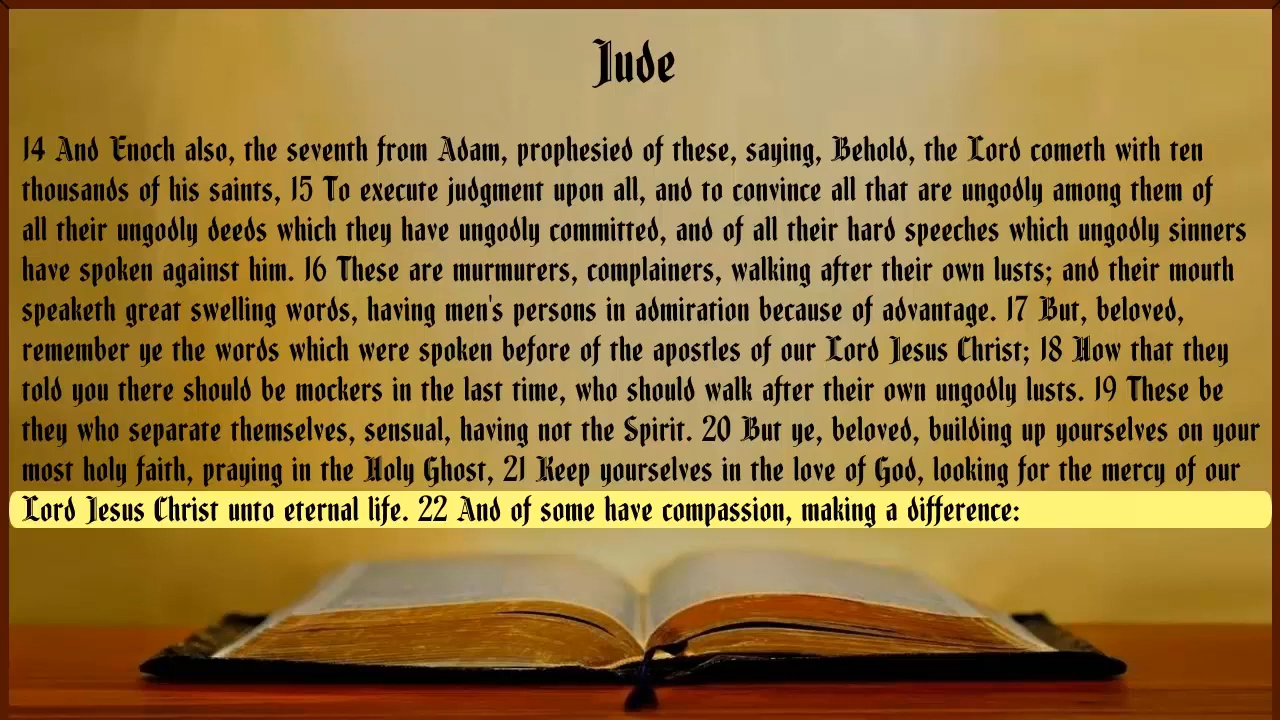 Jude
14 And Enoch also, the seventh from Adam, prophesied of these, saying, Behold, the Lord cometh with ten
thousands of his saints, 15 To execute judgment upon all, and to convince all that are ungodly among them of
all their ungodly deeds which they have ungodly committed, and of all their hard speeches which ungodly sinners
have spoken against him. 16 These are murmurers, complainers, walking after their own lusts; and their mouth
speaketh great swelling words, having men's persons in admiration because of advantage. 17 But, beloved,
remember ye the words which were spoken before of the apostles of our Lord Jesus Christ; 18 How that they
told you there should be mockers in the last time, who should walk after their own ungodly lusts. 19 These be
they who separate themselves, sensual, having not the Spirit. 20 But ye, beloved, building up yourselves on your
most holy faith, praying in the Holy Ghost, 21 Keep yourselves in the love of God, looking for the mercy of our
Lord Jesus Christ unto eternal life. 22 And of some have compassion, making a difference: